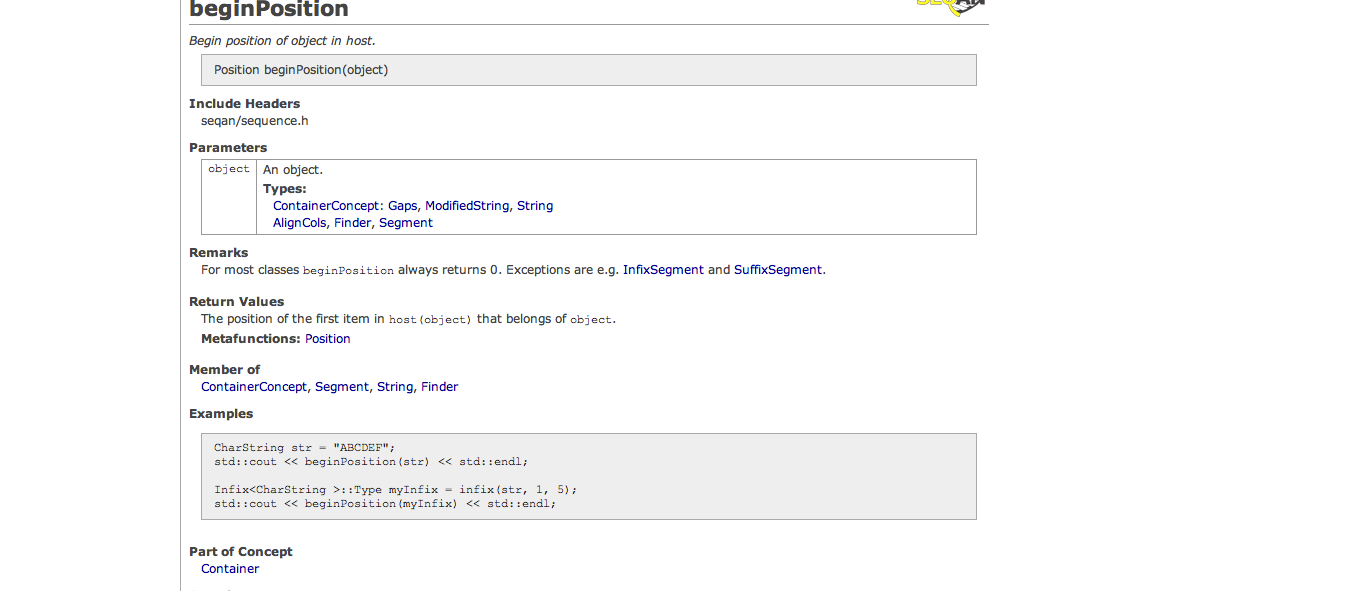 beginPosition
Begin position of object in host.
Position beginPosition(object)
Include Headers
seqan/sequence.h
Parameters
object An object.
Types:
ContainerConcept: Gaps, ModifiedString, String
AlignCols, Finder, Segment
Remarks
For most classes beginPosition always returns 0. Exceptions are e.g. InfixSegment and SuffixSegment.
Return Values
The position of the first item in host(object) that belongs of object.
Metafunctions: Position
Member of
ContainerConcept, Segment, String, Finder
Examples
CharString str = "ABCDEF";
std::cout << beginPosition(str) << std::endl;
Infix<CharString >::Type myInfix = infix(str, 1, 5);
std::cout << beginPosition(myInfix) << std::endl;
Part of Concept
Container